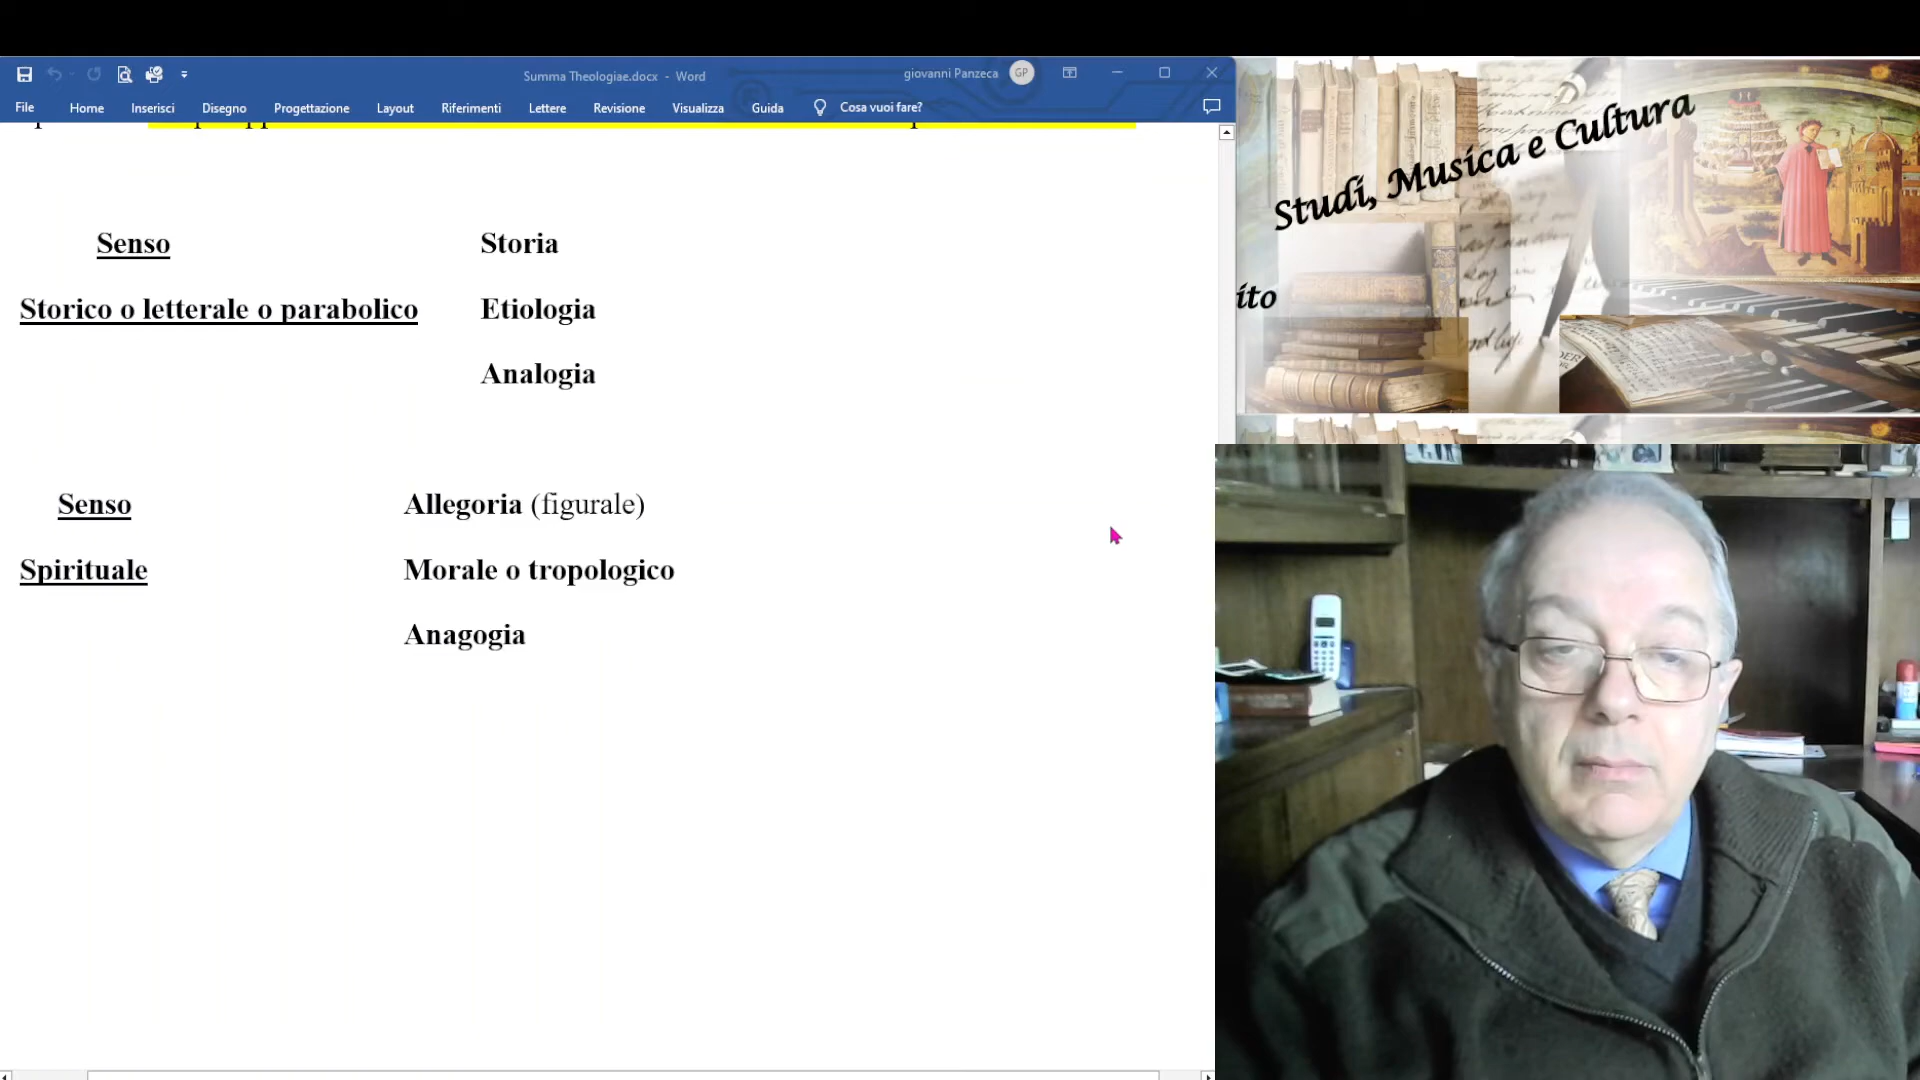 Summa Theologiae.docx - Word
giovanni Panzeca
GP
File Home Inserisci Disegno Progettazione Layout Riferimenti Lettere Revisione Visualizza Guida Cosa vuoi fare?
Senso Storia
Storico o letterale o parabolico Etiologia
Analogia
Senso Allegoria (figurale)
Spirituale Morale o tropologico
Anagogia
Studi, Musica e Cultura
ito